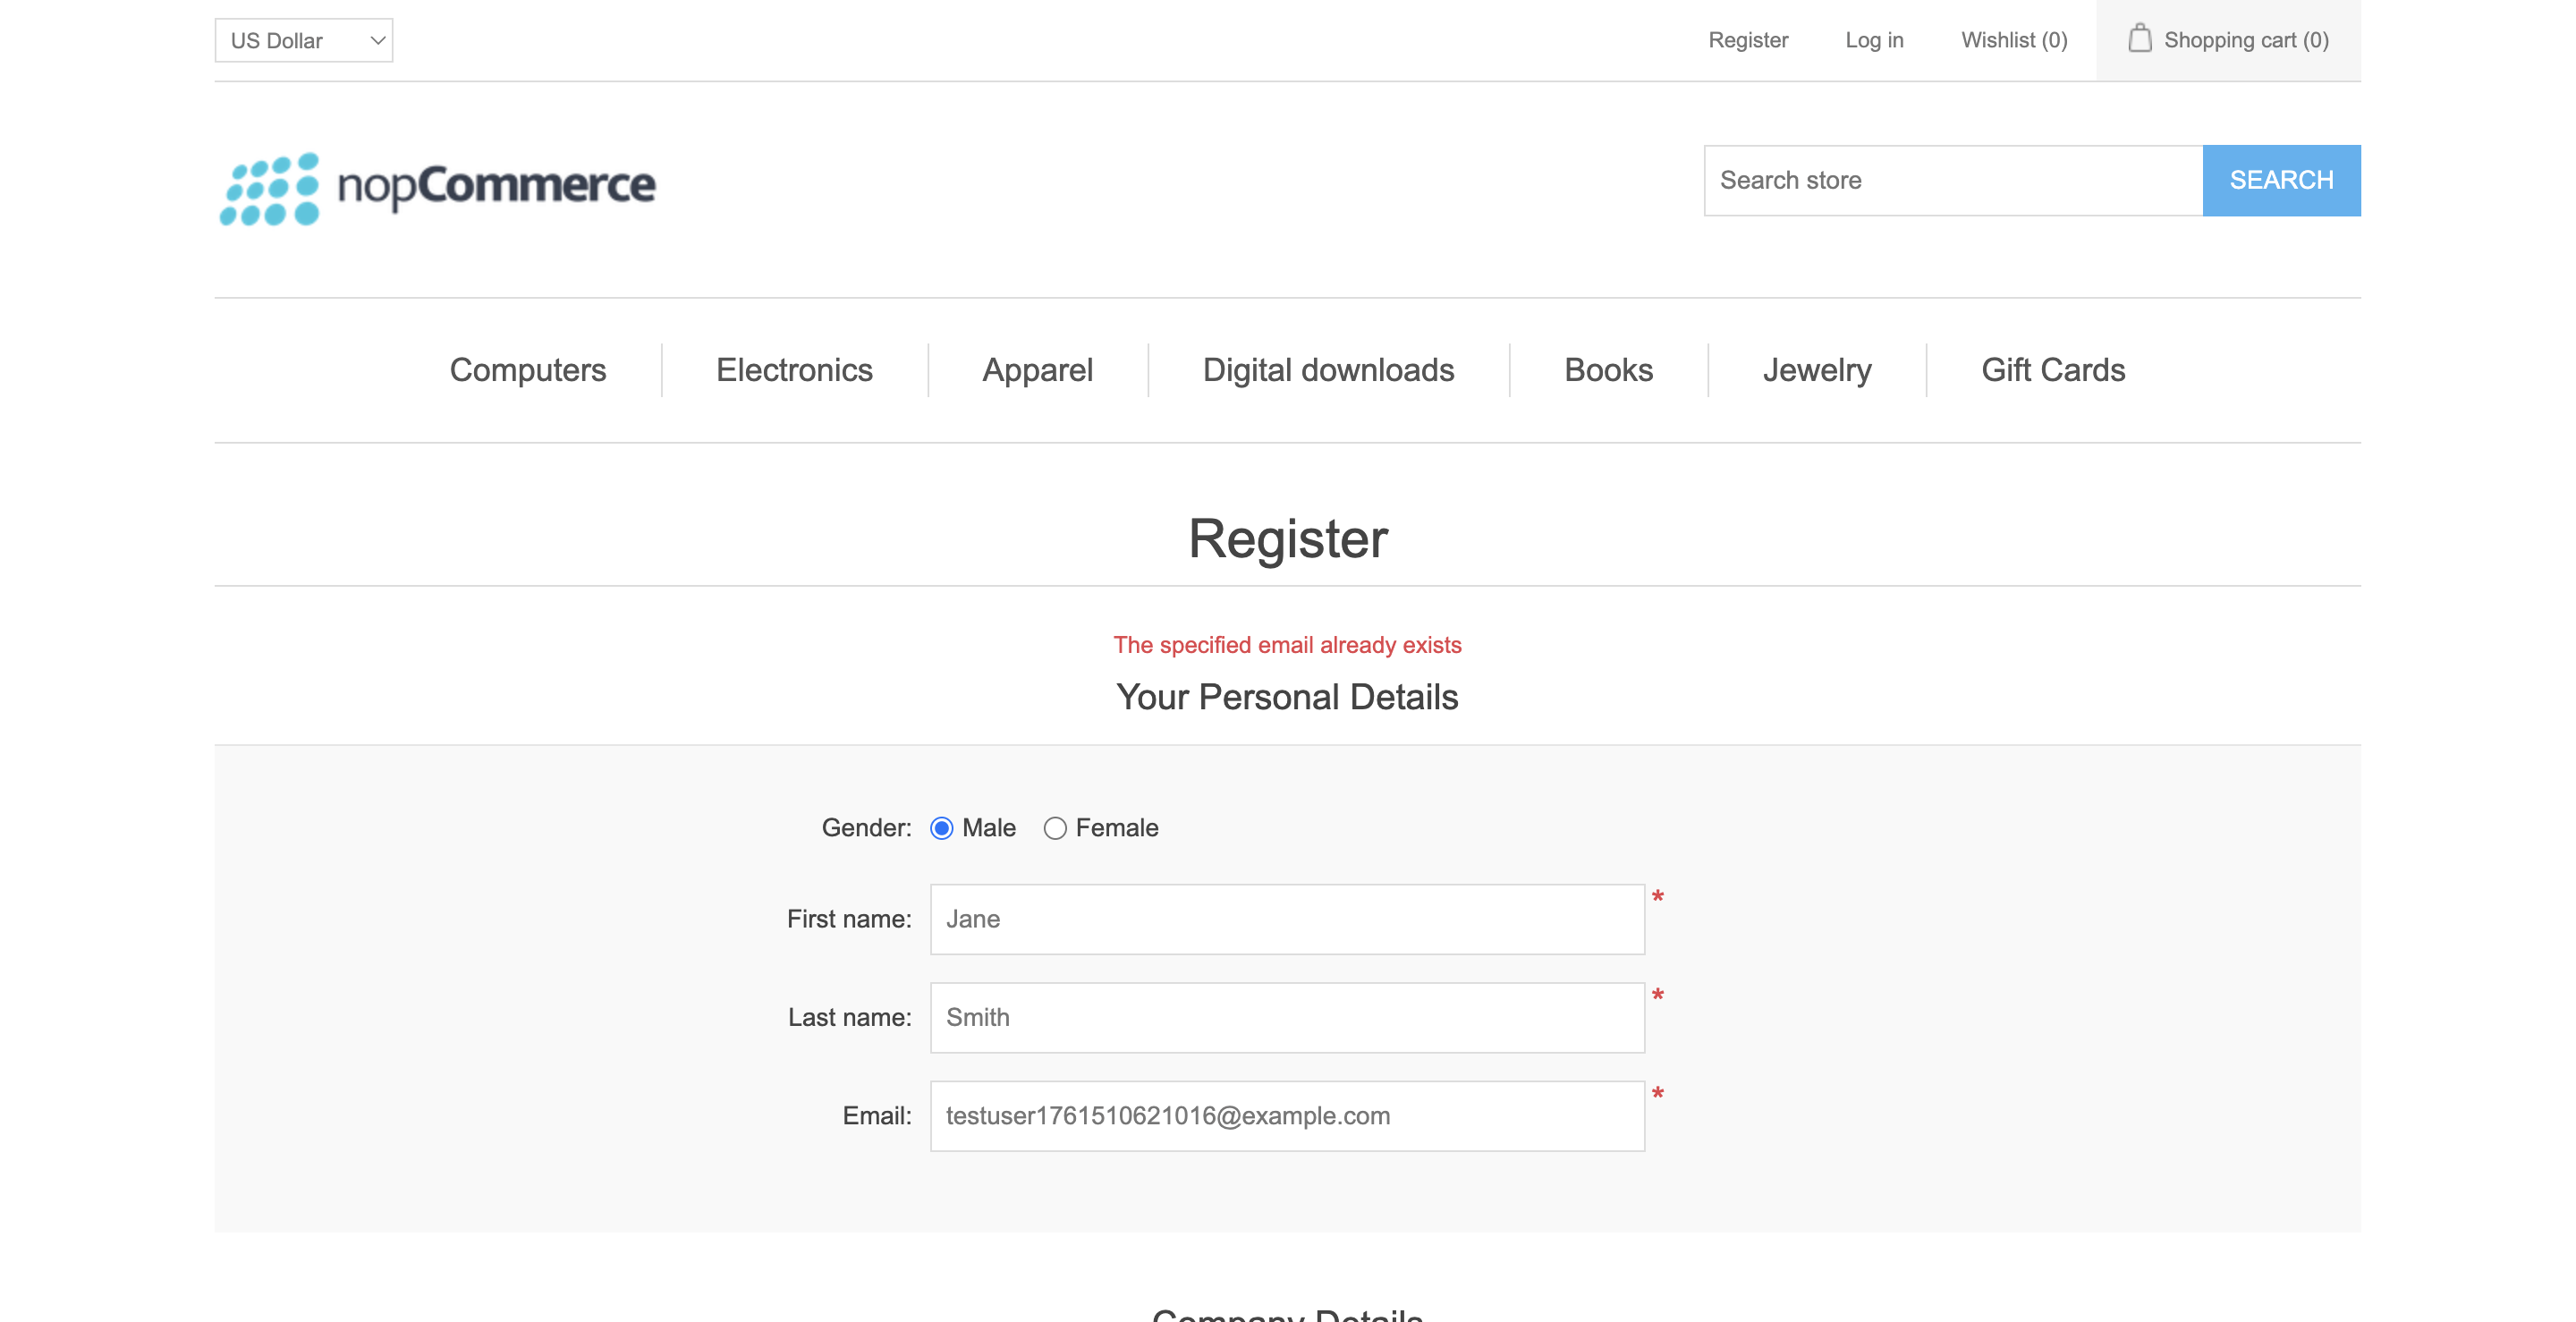 US Dollar
Register Log in Wishlist (0) Shopping cart (0)
nopCommerce
Search store SEARCH
Computers Electronics Apparel Digital downloads Books Jewelry Gift Cards
Register
The specified email already exists
Your Personal Details
Gender: Male Female
First name: Jane *
Last name: Smith *
Email: testuser1761510621016@example.com *
Company Details